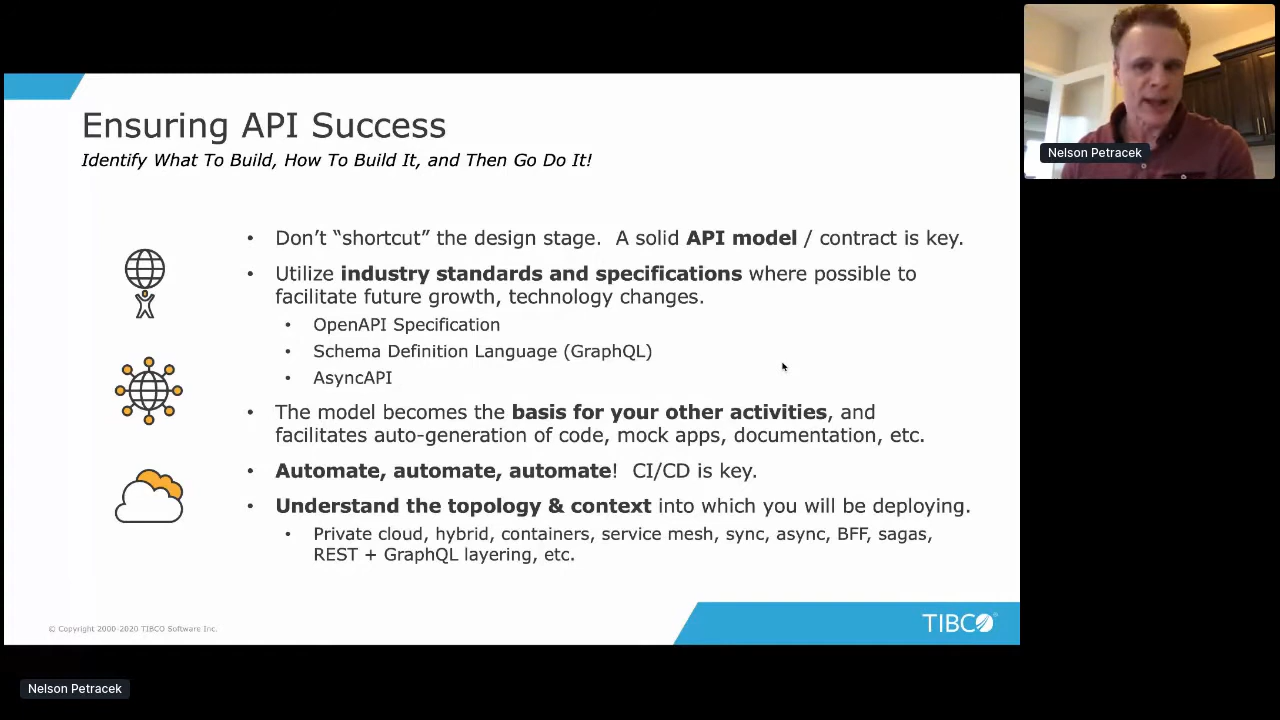 Ensuring API Success
Identify What To Build, How To Build It, and Then Go Do It!
• Don’t “shortcut” the design stage. A solid API model / contract is key.
• Utilize industry standards and specifications where possible to
facilitate future growth, technology changes.
• OpenAPI Specification
• Schema Definition Language (GraphQL)
• AsyncAPI
• The model becomes the basis for your other activities, and
facilitates auto-generation of code, mock apps, documentation, etc.
• Automate, automate, automate! CI/CD is key.
• Understand the topology & context into which you will be deploying.
• Private cloud, hybrid, containers, service mesh, sync, async, BFF, sagas,
REST + GraphQL layering, etc.
© Copyright 2000-2020 TIBCO Software Inc.
TIBCO®
Nelson Petracek
Nelson Petracek